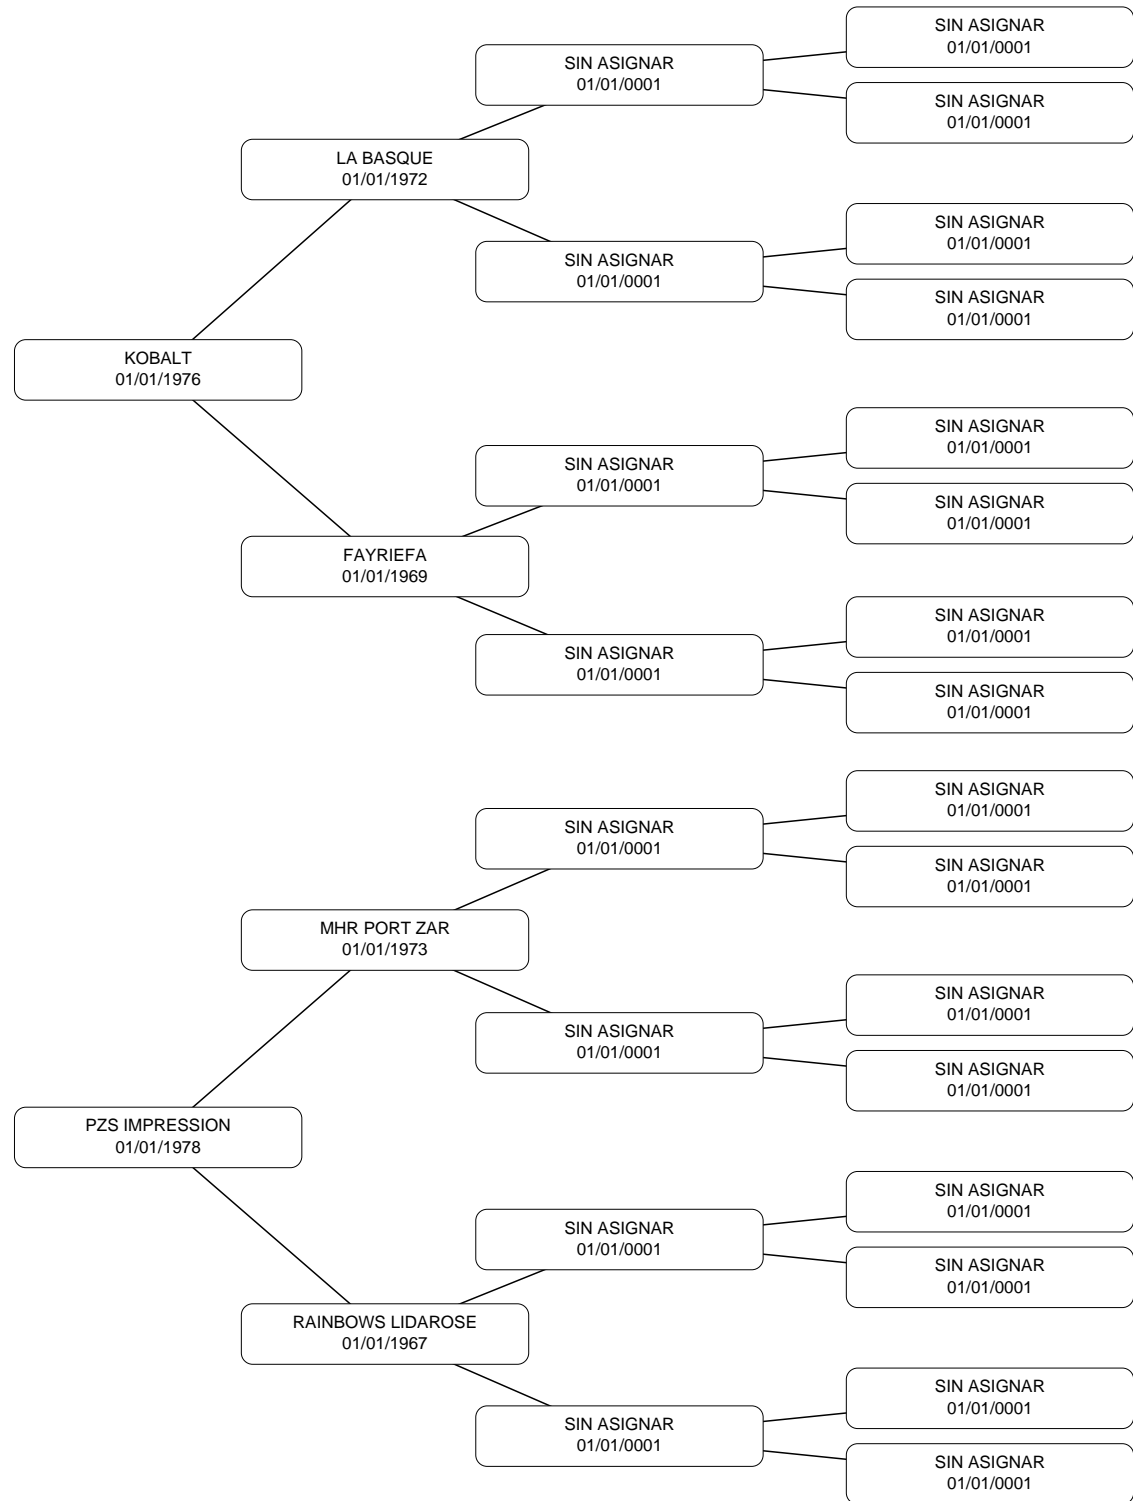 SIN ASIGNAR
01/01/0001
SIN ASIGNAR
01/01/0001
SIN ASIGNAR
01/01/0001
LA BASQUE
01/01/1972
SIN ASIGNAR
01/01/0001
SIN ASIGNAR
01/01/0001
SIN ASIGNAR
01/01/0001
KOBALT
01/01/1976
SIN ASIGNAR
01/01/0001
SIN ASIGNAR
01/01/0001
SIN ASIGNAR
01/01/0001
FAYRIEFA
01/01/1969
SIN ASIGNAR
01/01/0001
SIN ASIGNAR
01/01/0001
SIN ASIGNAR
01/01/0001
SIN ASIGNAR
01/01/0001
SIN ASIGNAR
01/01/0001
SIN ASIGNAR
01/01/0001
MHR PORT ZAR
01/01/1973
SIN ASIGNAR
01/01/0001
SIN ASIGNAR
01/01/0001
SIN ASIGNAR
01/01/0001
PZS IMPRESSION
01/01/1978
SIN ASIGNAR
01/01/0001
SIN ASIGNAR
01/01/0001
SIN ASIGNAR
01/01/0001
RAINBOWS LIDAROSE
01/01/1967
SIN ASIGNAR
01/01/0001
SIN ASIGNAR
01/01/0001
SIN ASIGNAR
01/01/0001